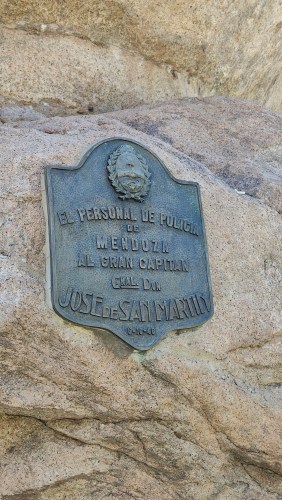 EL PERSONAL DE POLICIA
DE
MENDOZA
AL GRAN CAPITAN
GRAL DN
JOSE DE SAN MARTIN